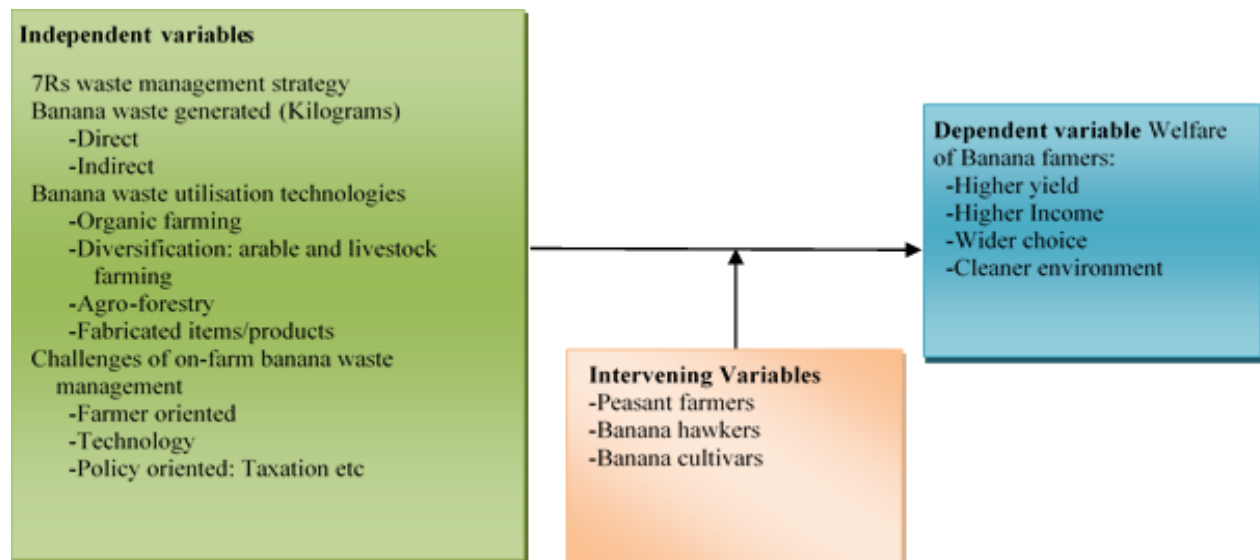 Independent variables
7Rs waste management strategy
Banana waste generated (Kilograms)
-Direct
-Indirect
Banana waste utilisation technologies
-Organic farming
-Diversification: arable and livestock
farming
-Agro-forestry
-Fabricated items/products
Challenges of on-farm banana waste
management
-Farmer oriented
-Technology
-Policy oriented: Taxation etc
Intervening Variables
-Peasant farmers
-Banana hawkers
-Banana cultivars
Dependent variable Welfare
of Banana famers:
-Higher yield
-Higher Income
-Wider choice
-Cleaner environment